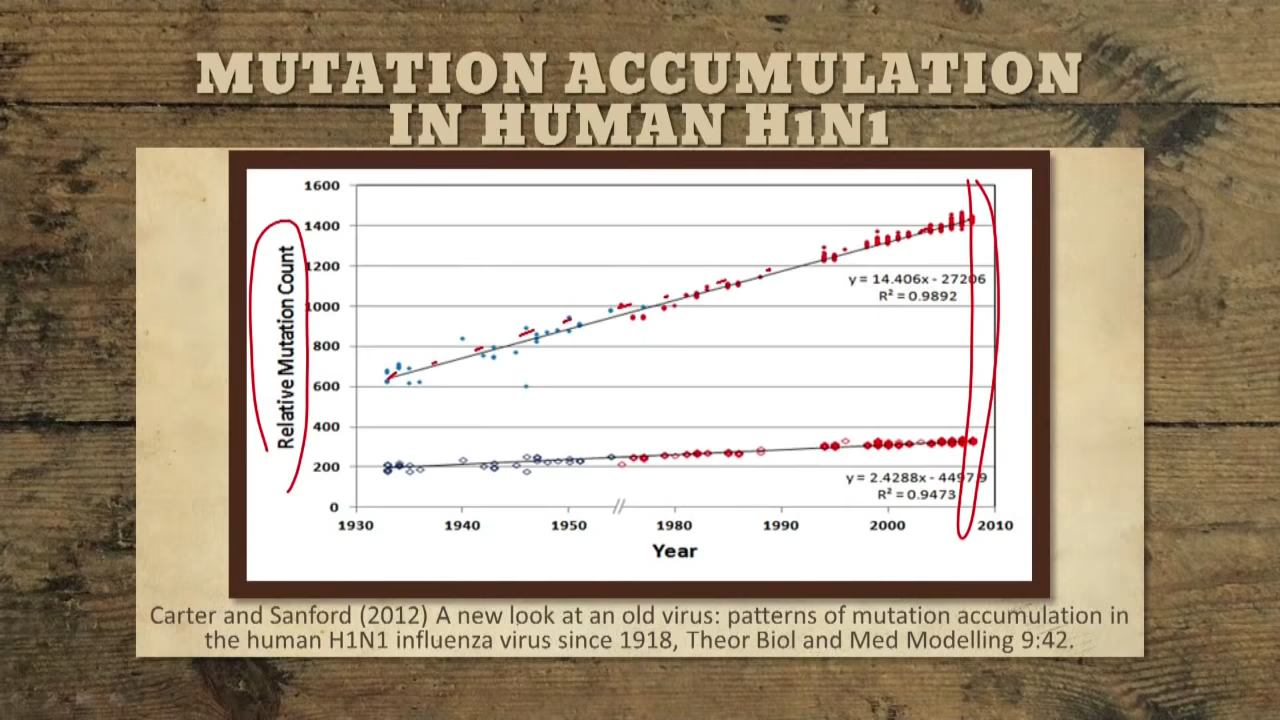 MUTATION ACCUMULATION
IN HUMAN H1N1
Relative Mutation Count
1600
1400
1200
1000
800
600
400
200
0
y = 14.406x - 27206
R² = 0.9892
y = 2.4288x - 4497.9
R² = 0.9473
1930 1940 1950 1980 1990 2000 2010
Year
Carter and Sanford (2012) A new look at an old virus: patterns of mutation accumulation in
the human H1N1 influenza virus since 1918, Theor Biol and Med Modelling 9:42.